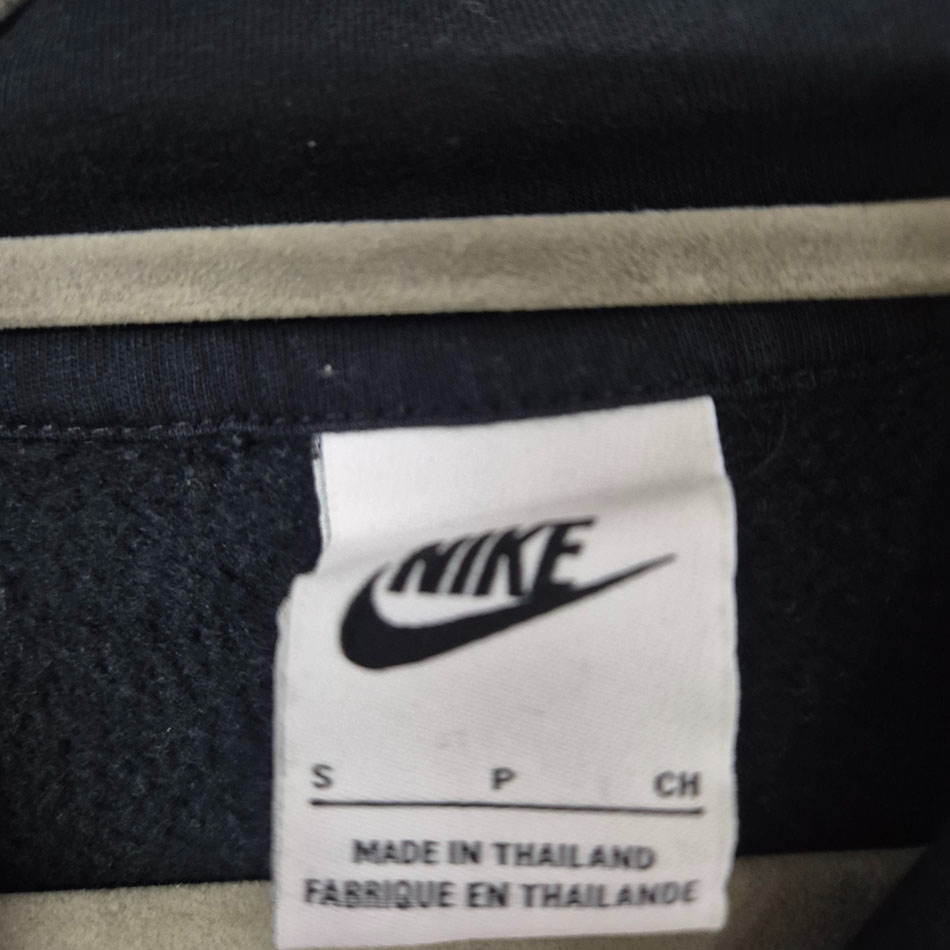 NIKE
S P CH
MADE IN THAILAND
FABRIQUE EN THAILANDE